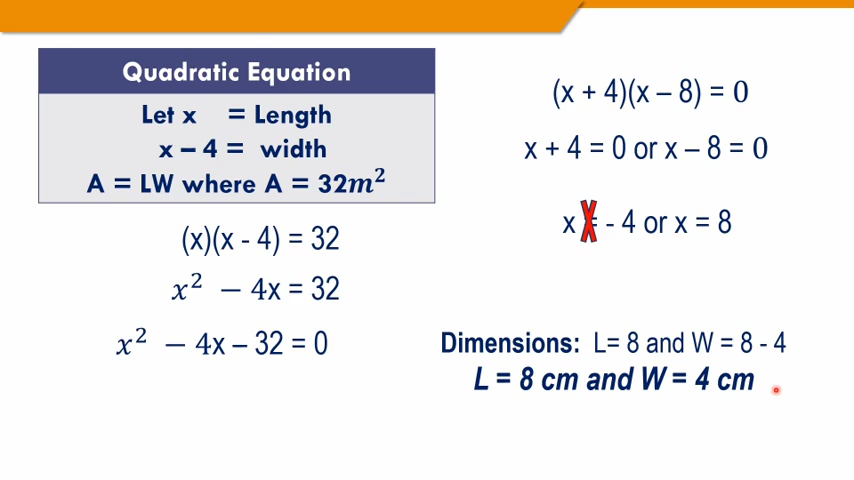 Quadratic Equation
Let x = Length
x – 4 = width
A = LW where A = 32m²
(x)(x - 4) = 32
x² − 4x = 32
x² − 4x – 32 = 0
(x + 4)(x – 8) = 0
x + 4 = 0 or x – 8 = 0
x = - 4 or x = 8
Dimensions: L= 8 and W = 8 - 4
L = 8 cm and W = 4 cm